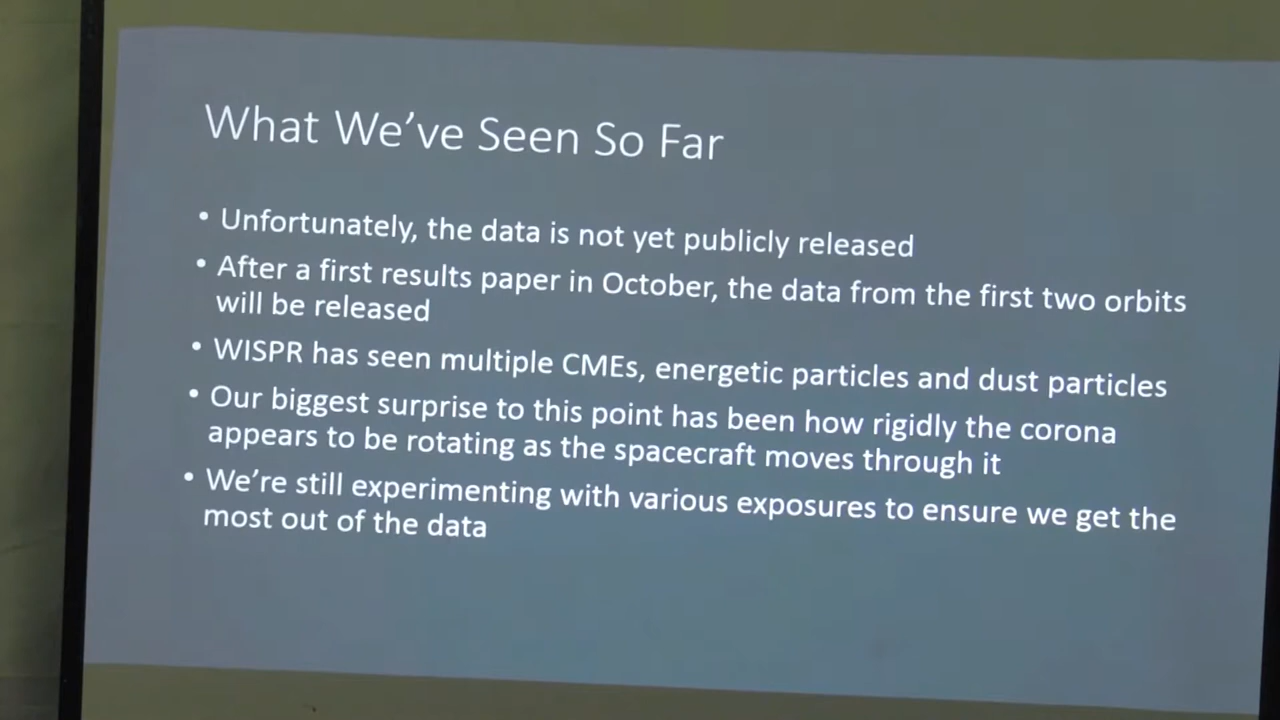 What We've Seen So Far
• Unfortunately, the data is not yet publicly released
• After a first results paper in October, the data from the first two orbits
will be released
• WISPR has seen multiple CMEs, energetic particles and dust particles
• Our biggest surprise to this point has been how rigidly the corona
appears to be rotating as the spacecraft moves through it
• We're still experimenting with various exposures to ensure we get the
most out of the data